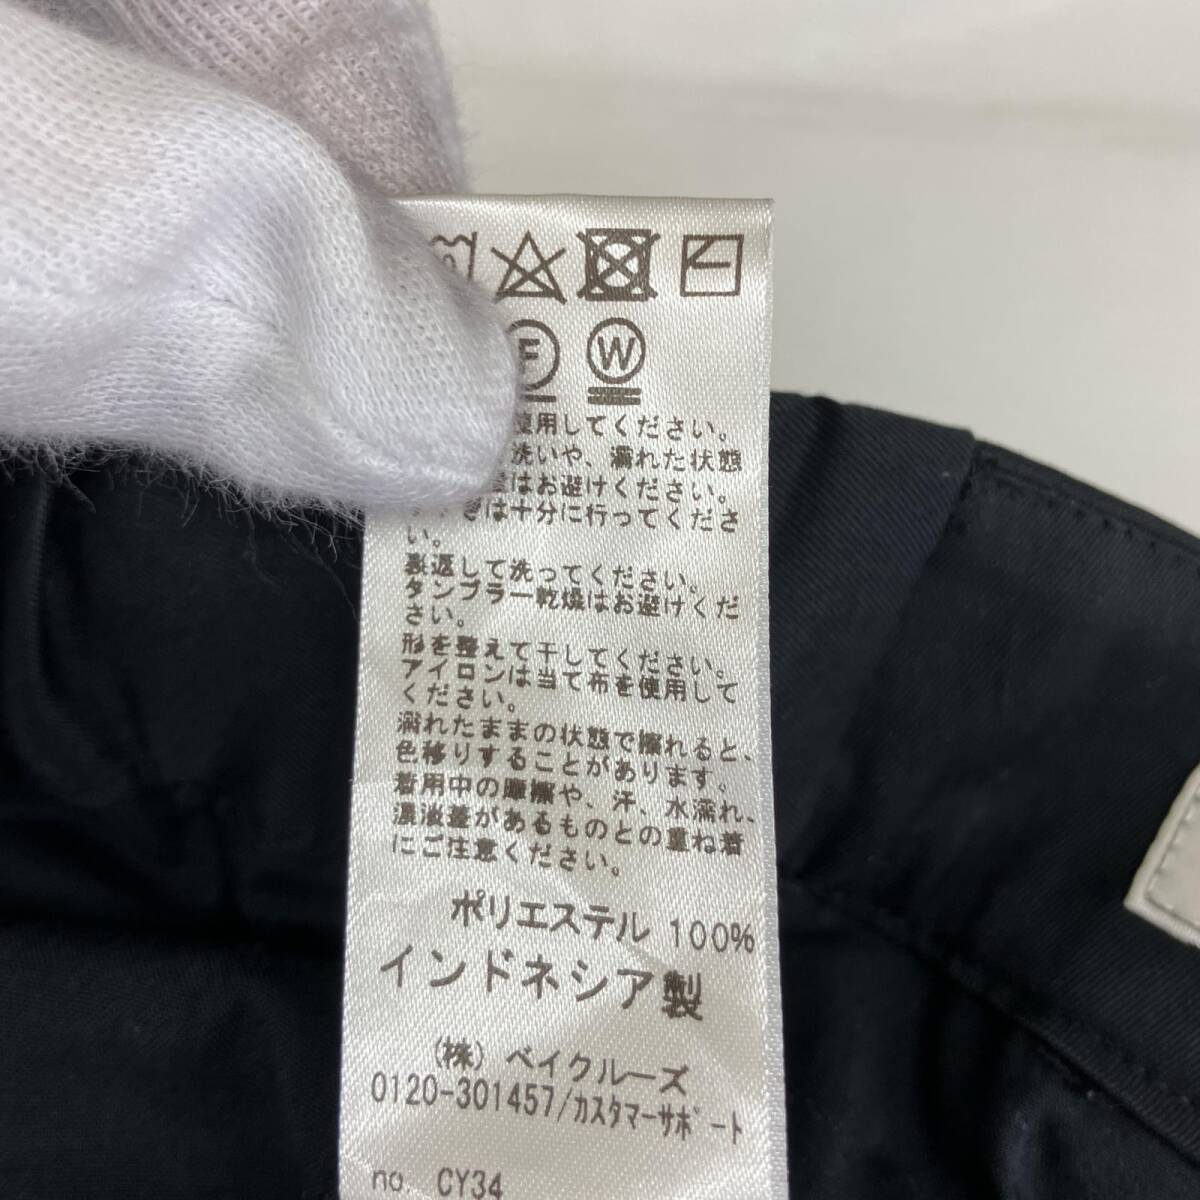 F W
使用してください。
洗いや、濡れた状態
はお避けください。
は十分に行ってくださ
い。
裏返して洗ってください。
タンブラー乾燥はお避けくだ
さい。
形を整えて干してください。
アイロンは当て布を使用して
ください。
濡れたままの状態で擦れると、
色移りすることがあります。
着用中の摩擦や、汗、水濡れ、
濃淡差があるものとの重ね着
にご注意ください。
ポリエステル 100%
インドネシア製
(株) ベイクルーズ
0120-301457/カスタマーサポート
no. CY34